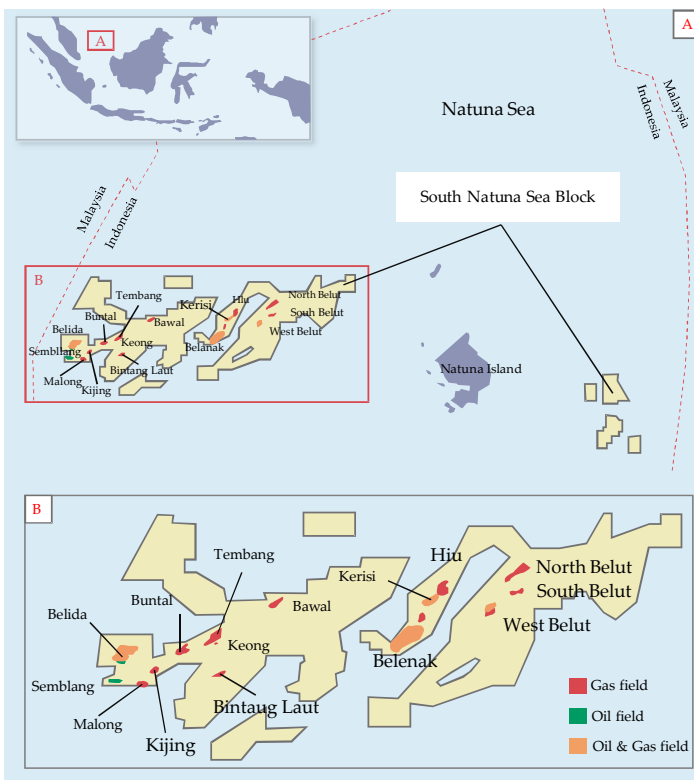 A
A
Natuna Sea
Malaysia
Indonesia
Malaysia
Indonesia
South Natuna Sea Block
B
Tembang
Kerisi
Hiu
North Belut
Buntal
Bawal
South Belut
Belida
West Belut
Semblang
Keong
Belanak
Malong
Kijing
Bintang Laut
Natuna Island
B
Tembang
Hiu
Kerisi
North Belut
South Belut
Buntal
Bawal
Belida
West Belut
Keong
Belenak
Semblang
Bintaug Laut
Malong
Kijing
Gas field
Oil field
Oil & Gas field